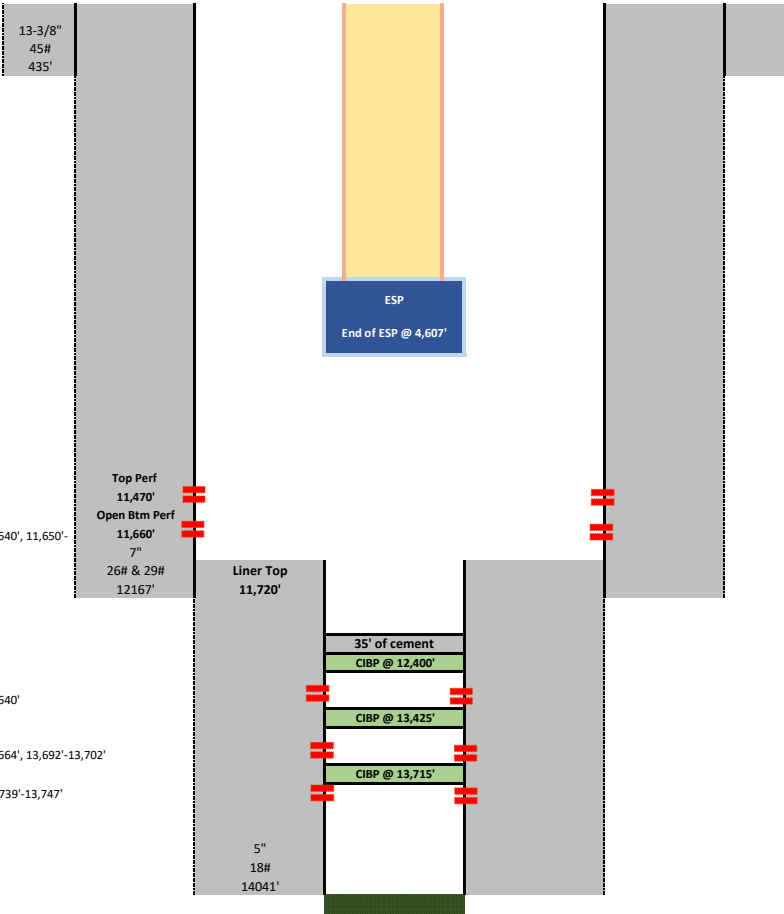 13-3/8"
45#
435'
ESP
End of ESP @ 4,607'
Top Perf
11,470'
Open Btm Perf
640', 11,650'-
11,660'
7"
26# & 29#
12167'
Liner Top
11,720'
35' of cement
CIBP @ 12,400'
CIBP @ 13,425'
13,692'-13,702'
CIBP @ 13,715'
739'-13,747'
5"
18#
14041'